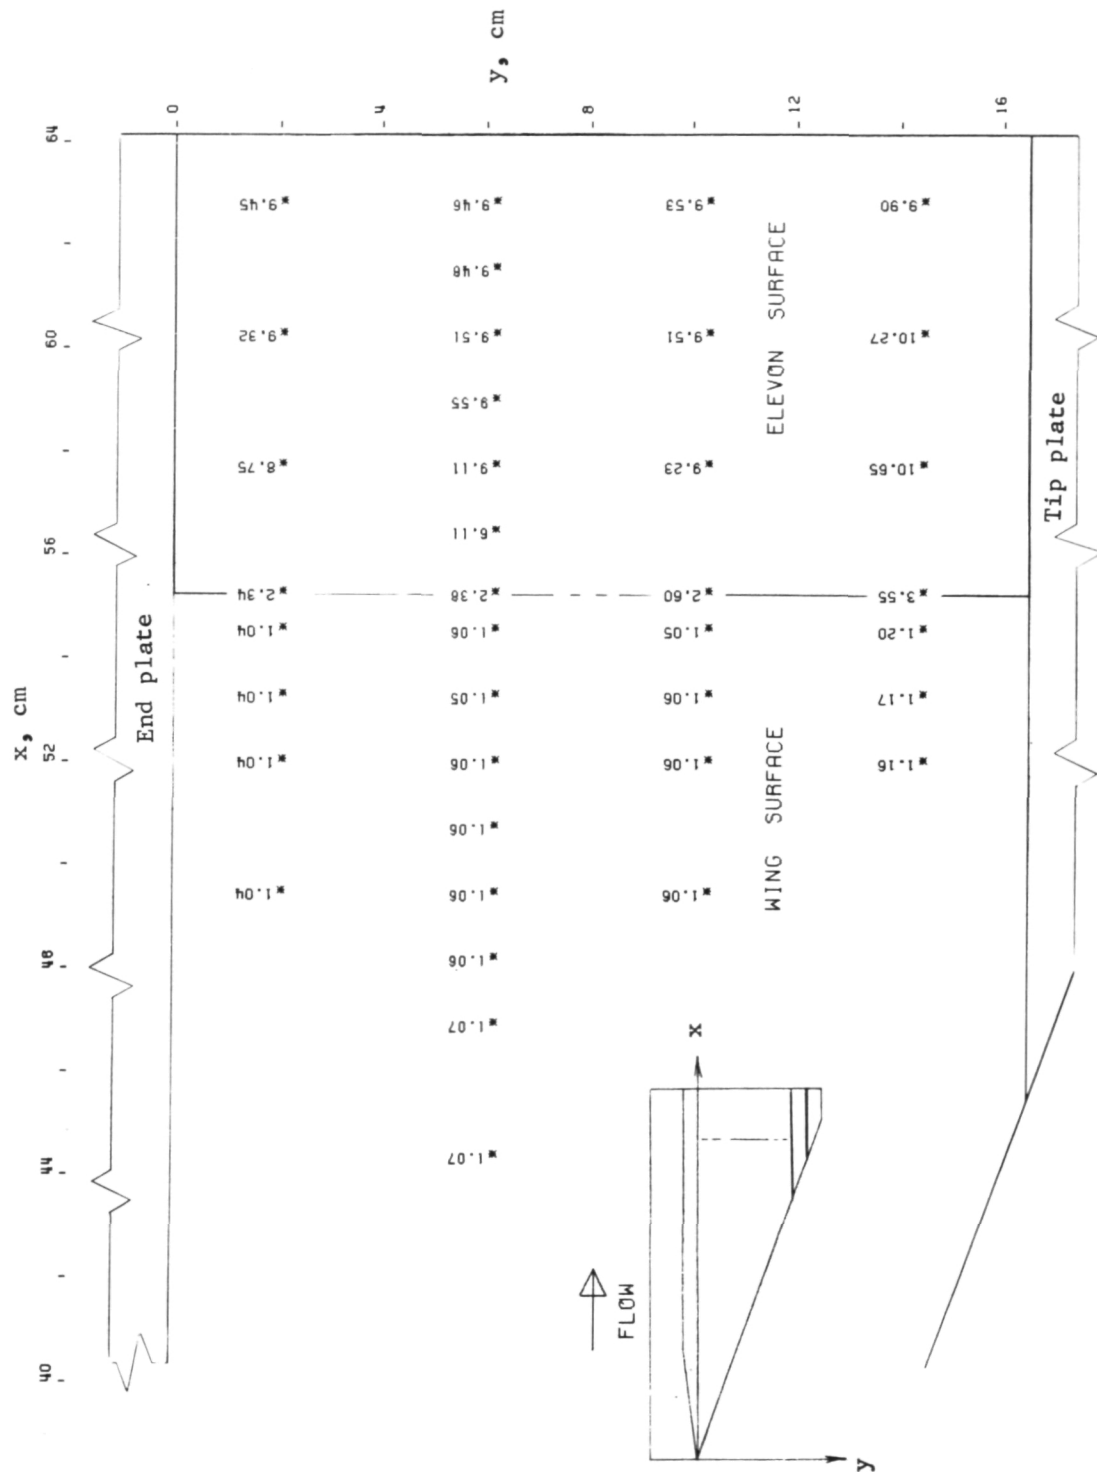 x, cm
40 44 48 52 56 60 64
End plate
0
1.04 1.04 1.04 1.04 2.34 8.75 9.32 9.45
4
1.07 1.07 1.06 1.06 1.06 1.06 1.05 1.06 2.38 6.11 9.11 9.55 9.51 9.48 9.46
y, cm
8
FLOW
1.06 1.06 1.06 1.05 2.60 9.23 9.51 9.53
x
WING SURFACE
ELEVON SURFACE
12
y
1.16 1.17 1.20 3.55 10.65 10.27 9.90
16
Tip plate